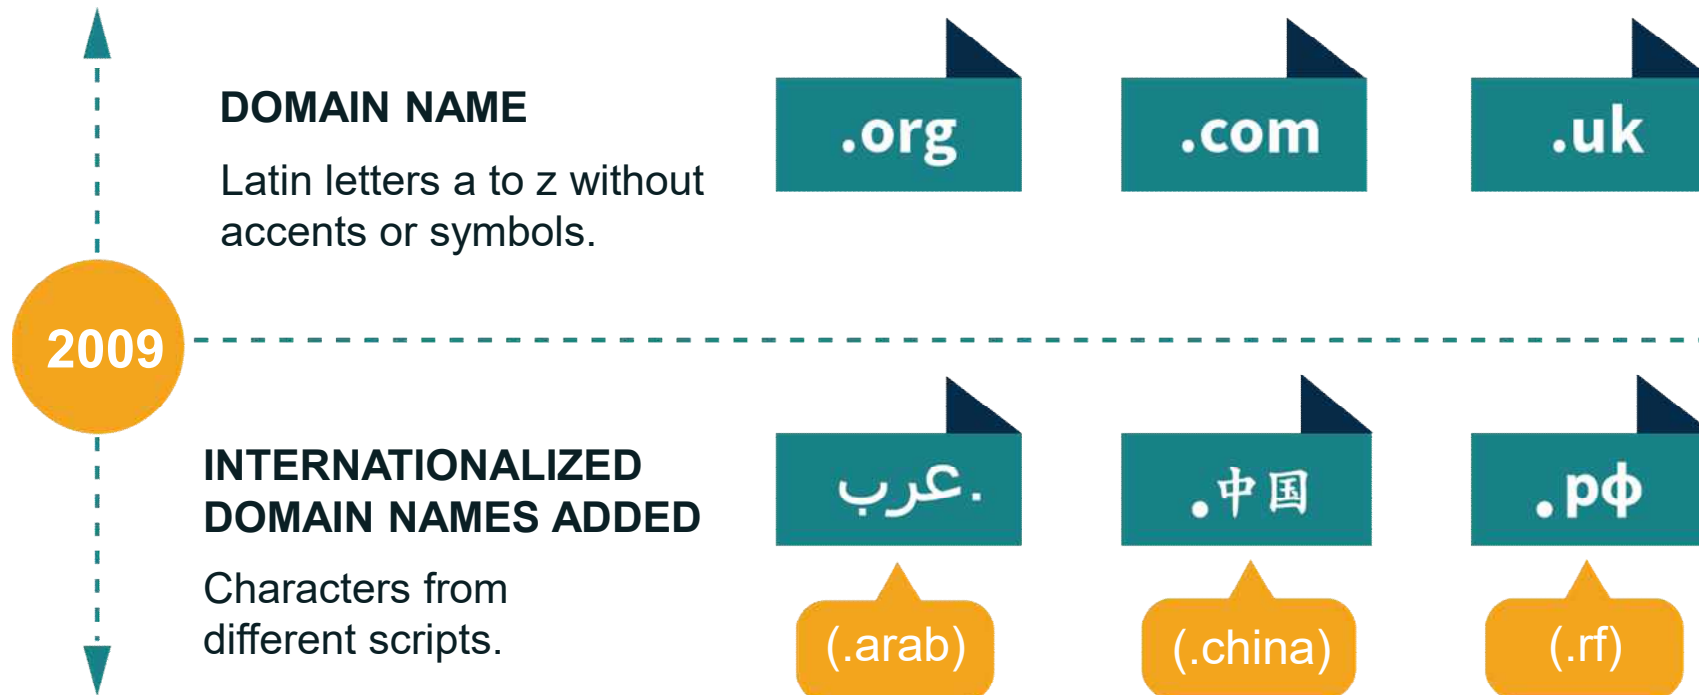 DOMAIN NAME
Latin letters a to z without
accents or symbols.
.org
.com
.uk
2009
INTERNATIONALIZED
DOMAIN NAMES ADDED
Characters from
different scripts.
.عرب
.中国
.рф
(.arab)
(.china)
(.rf)